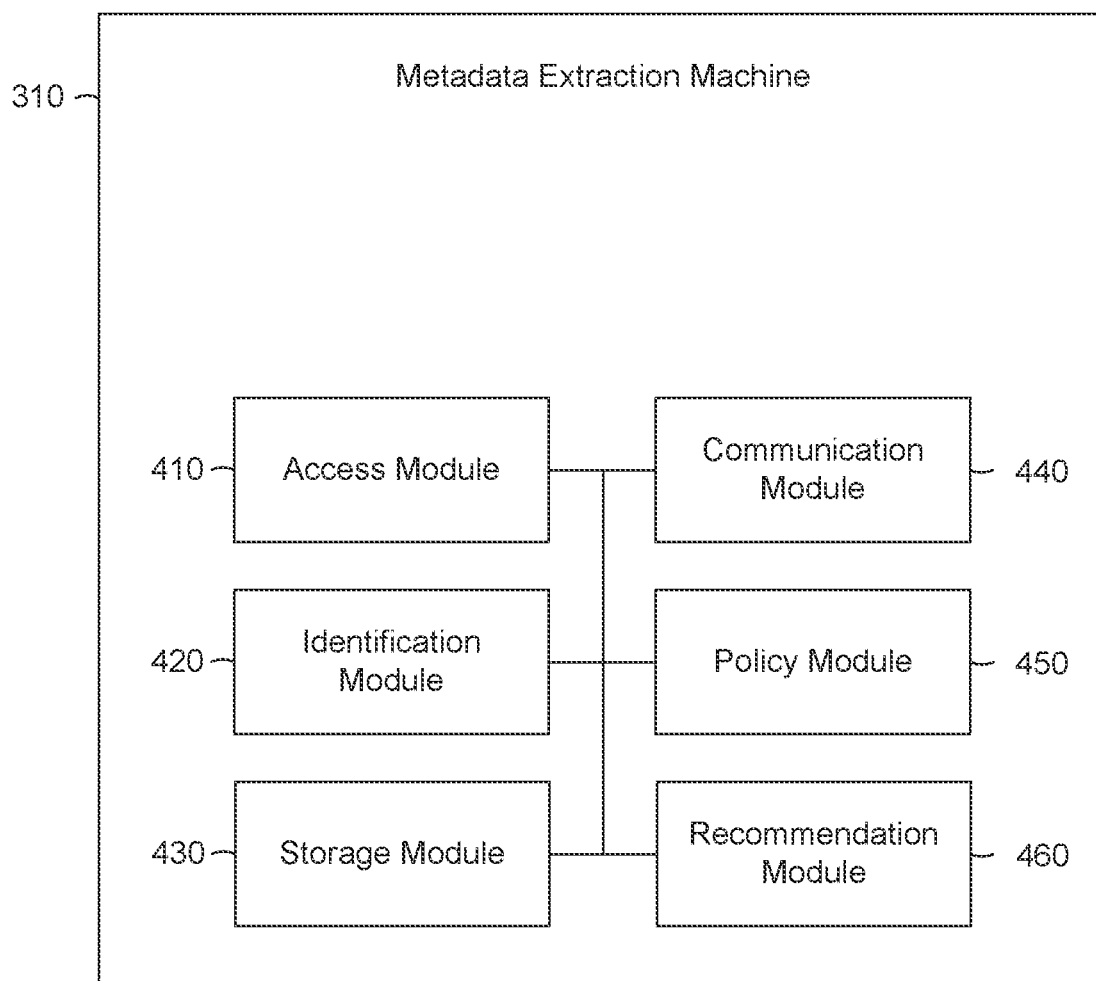 Metadata Extraction Machine
310
410
Access Module
Communication
Module
440
420
Identification
Module
Policy Module
450
430
Storage Module
Recommendation
Module
460